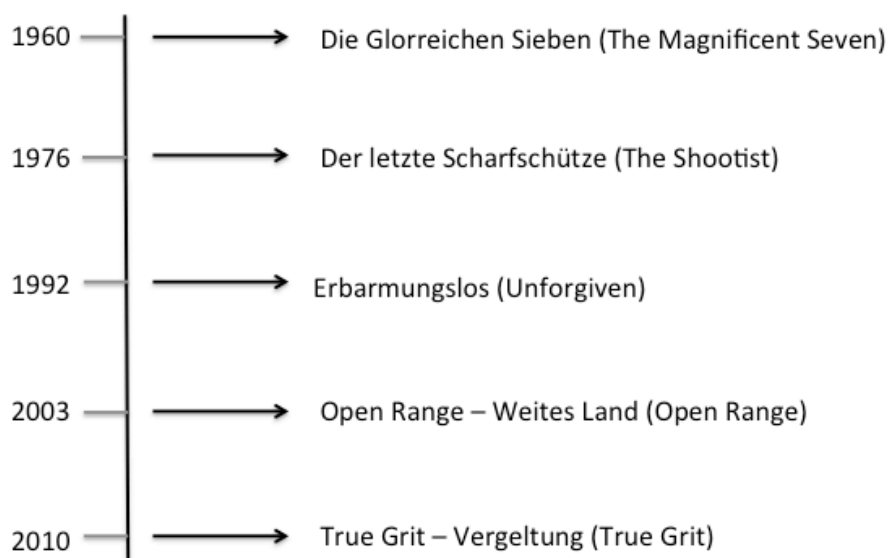 1960 Die Glorreichen Sieben (The Magnificent Seven)
1976 Der letzte Scharfschütze (The Shootist)
1992 Erbarmungslos (Unforgiven)
2003 Open Range – Weites Land (Open Range)
2010 True Grit – Vergeltung (True Grit)